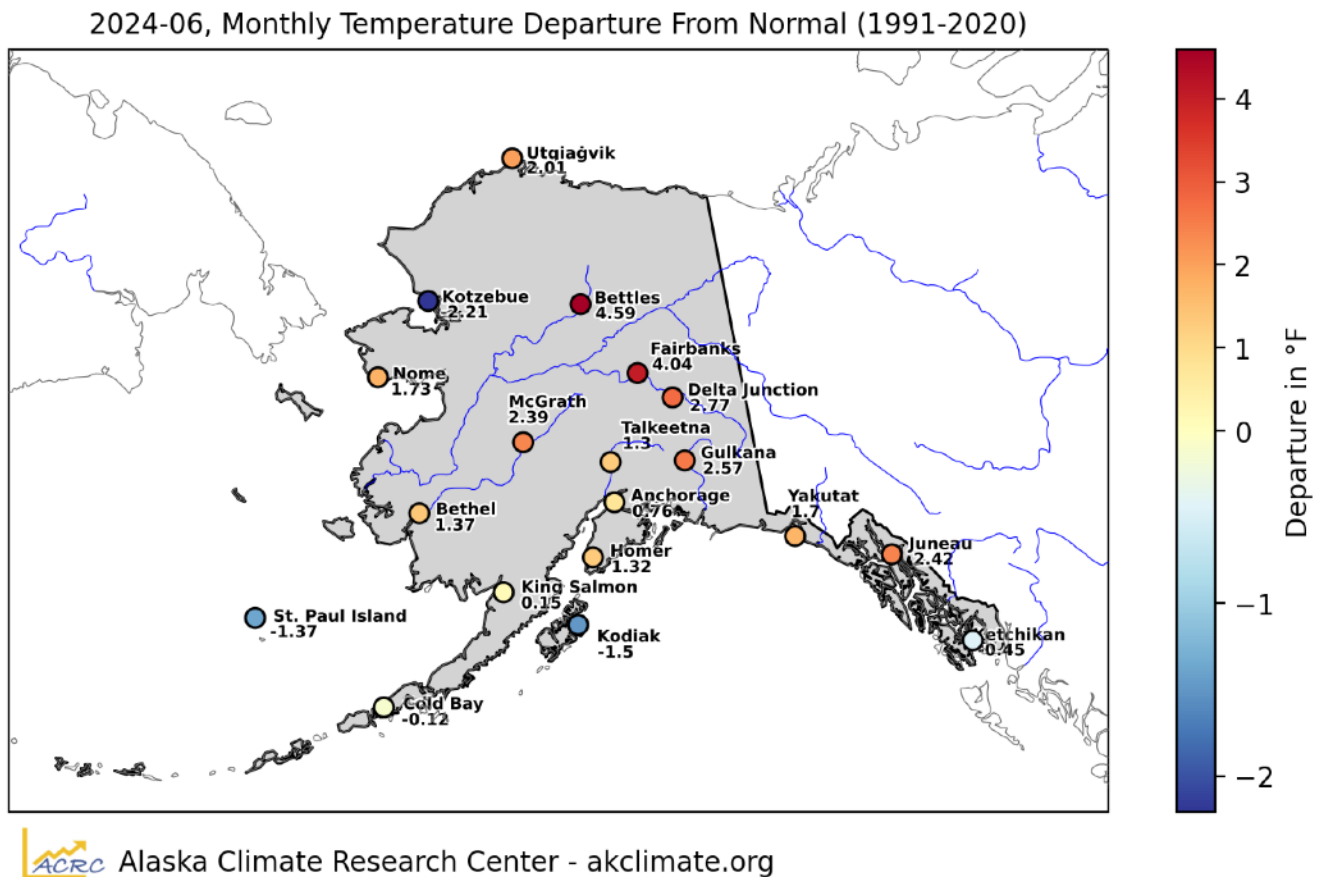 2024-06, Monthly Temperature Departure From Normal (1991-2020)
Utqiaġvik
2.01
Kotzebue
-2.21
Bettles
4.59
Nome
1.73
Fairbanks
4.04
Delta Junction
2.77
McGrath
2.39
Talkeetna
1.3
Gulkana
2.57
Anchorage
0.76
Yakutat
1.7
Bethel
1.37
Homer
1.32
Juneau
2.42
King Salmon
0.15
St. Paul Island
-1.37
Kodiak
-1.5
etchikan
0.45
Cold Bay
-0.12
4
3
2
1
0
−1
−2
Departure in °F
ACRC Alaska Climate Research Center - akclimate.org